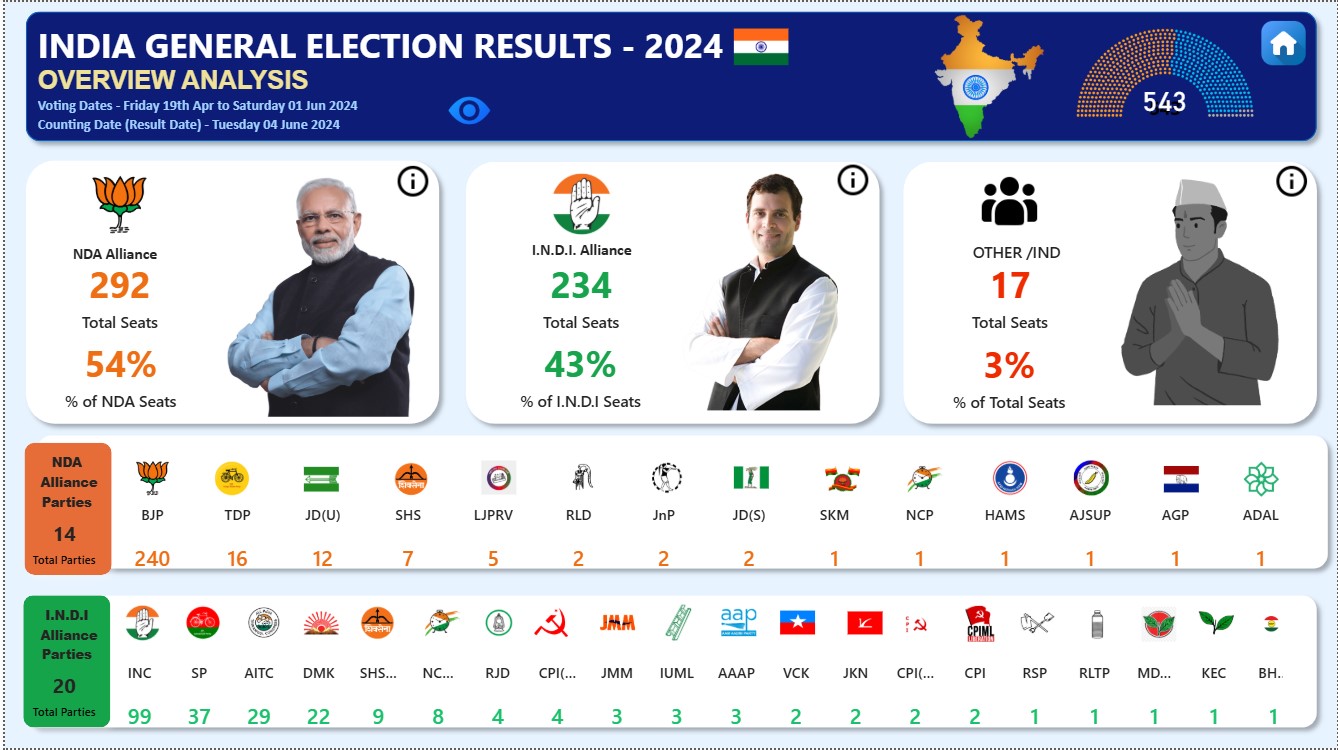 INDIA GENERAL ELECTION RESULTS - 2024
OVERVIEW ANALYSIS
Voting Dates - Friday 19th Apr to Saturday 01 Jun 2024
Counting Date (Result Date) - Tuesday 04 June 2024
543
NDA Alliance
292
Total Seats
54%
% of NDA Seats
I.N.D.I. Alliance
234
Total Seats
43%
% of I.N.D.I Seats
OTHER /IND
17
Total Seats
3%
% of Total Seats
NDA
Alliance
Parties
14
Total Parties
BJP TDP JD(U) SHS LJPRV RLD JnP JD(S) SKM NCP HAMS AJSUP AGP ADAL
240 16 12 7 5 2 2 2 1 1 1 1 1 1
I.N.D.I
Alliance
Parties
20
Total Parties
शिवसेना
शिवसेना
JMM
aap
CPIML
LIBERATION
INC SP AITC DMK SHS... NC... RJD CPI(... JMM IUML AAAP VCK JKN CPI(... CPI RSP RLTP MD... KEC BH..
99 37 29 22 9 8 4 4 3 3 3 2 2 2 2 1 1 1 1 1